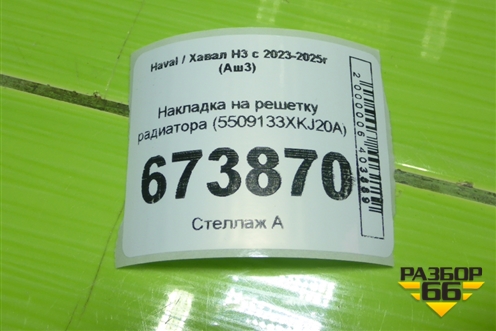 Haval / Хавал H3 с 2023-2025г
(Аш3)
Накладка на решетку
радиатора (5509133XKJ20A)
673870
Стеллаж А
2000006403489
РАЗБОР
66